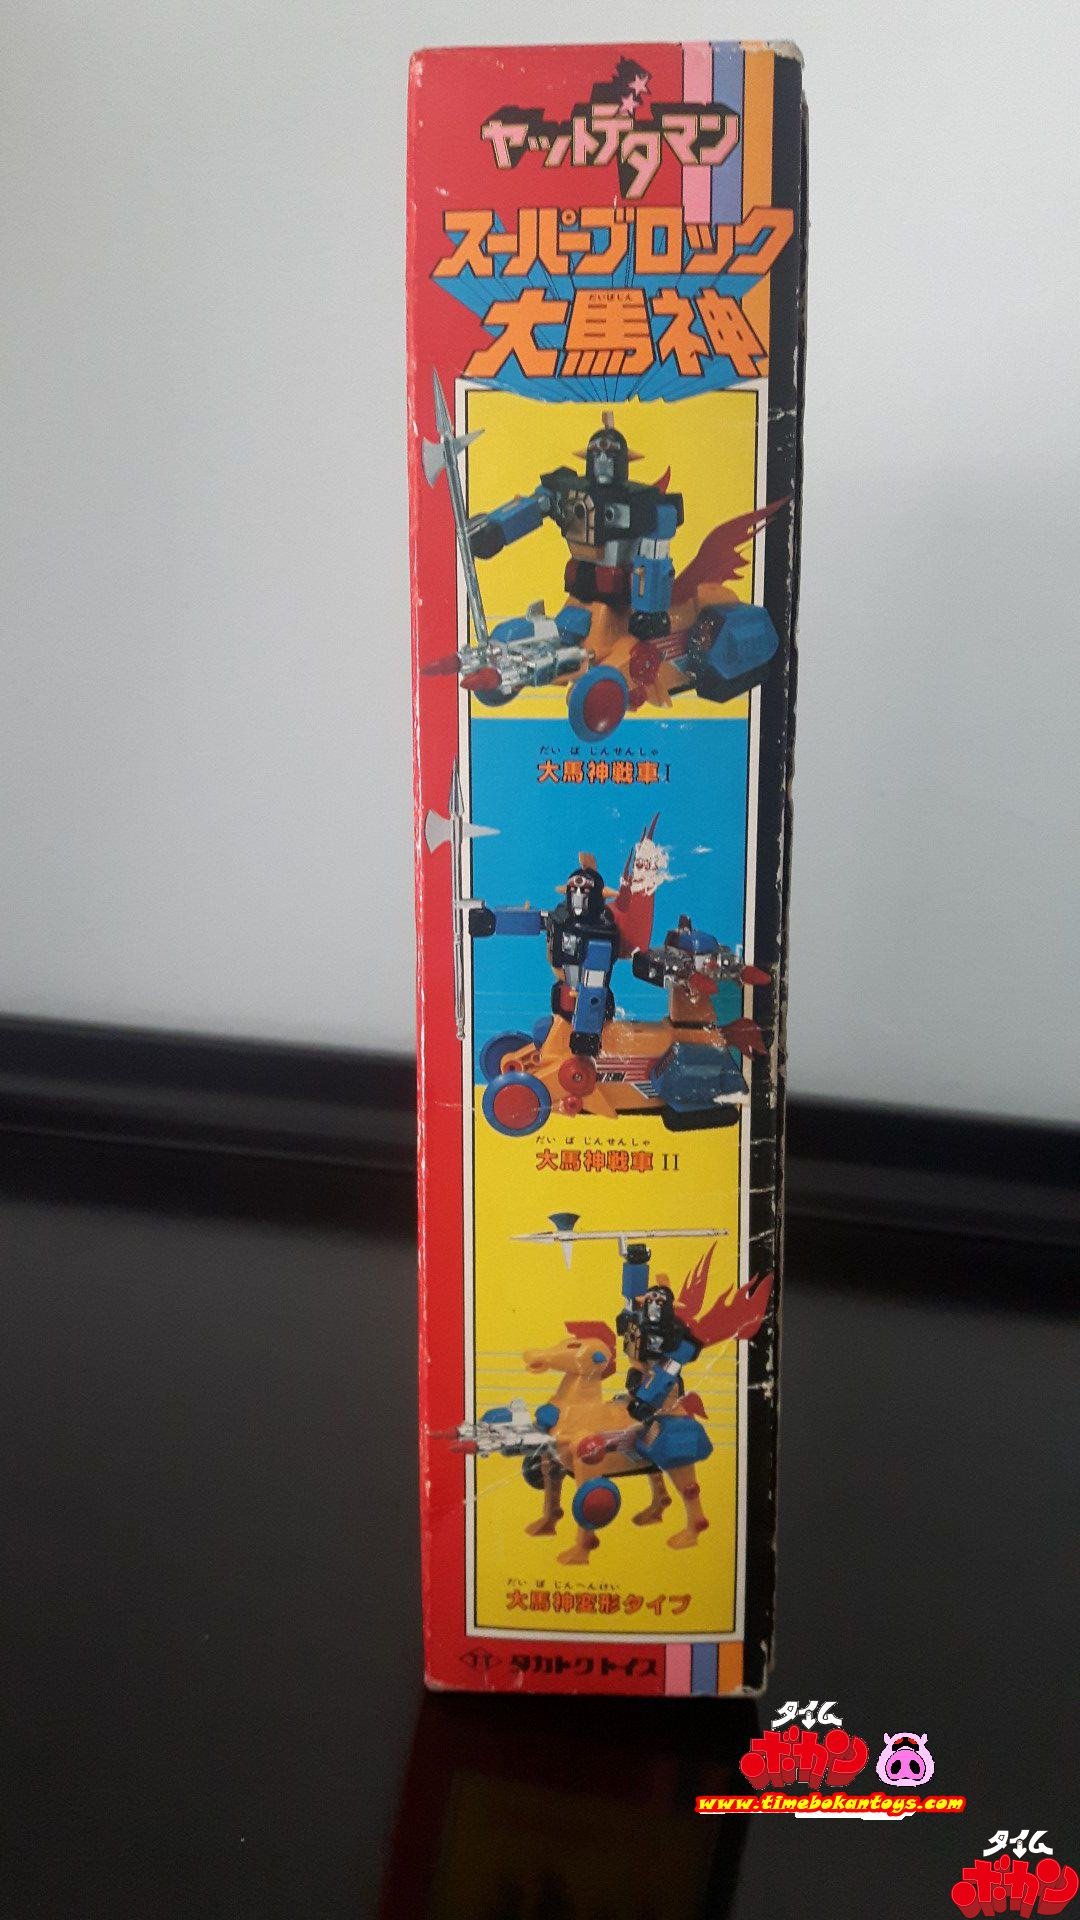 ヤットデタマン
スーパーブロック
だいばじん
大馬神
だい ば じんせんしゃ
大馬神戦車I
だい ば じんせんしゃ
大馬神戦車II
だい ば じんへんけい
大馬神変形タイプ
TT タカトクトイス
タイム
ボカン
www.timebokantoys.com
タイム
ボカン